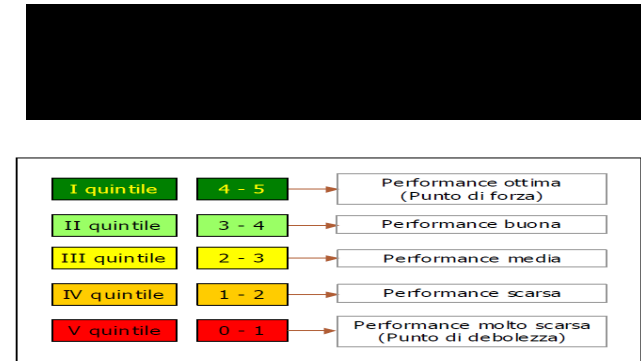 I quintile 4 - 5 Performance ottima
(Punto di forza)
II quintile 3 - 4 Performance buona
III quintile 2 - 3 Performance media
IV quintile 1 - 2 Performance scarsa
V quintile 0 - 1 Performance molto scarsa
(Punto di debolezza)